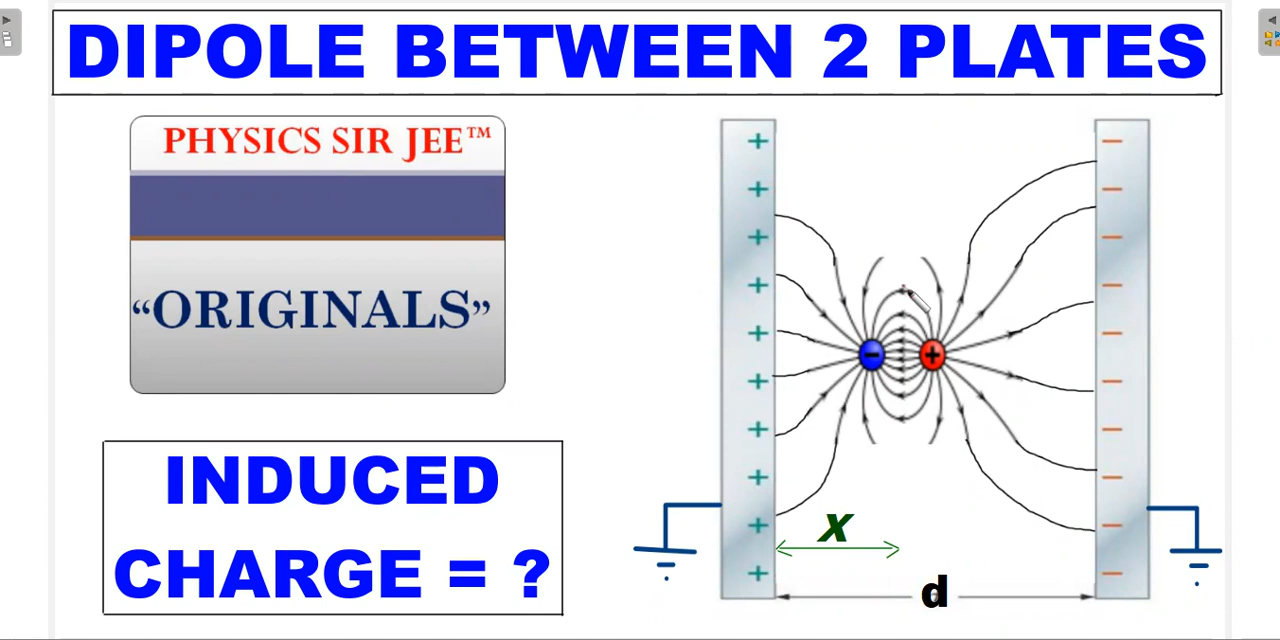 DIPOLE BETWEEN 2 PLATES
PHYSICS SIR JEE™
“ORIGINALS”
INDUCED
CHARGE = ?
+ −
+ −
+ −
+ −
+ −
− +
+ −
+ −
+ −
+ −
+ −
x
d